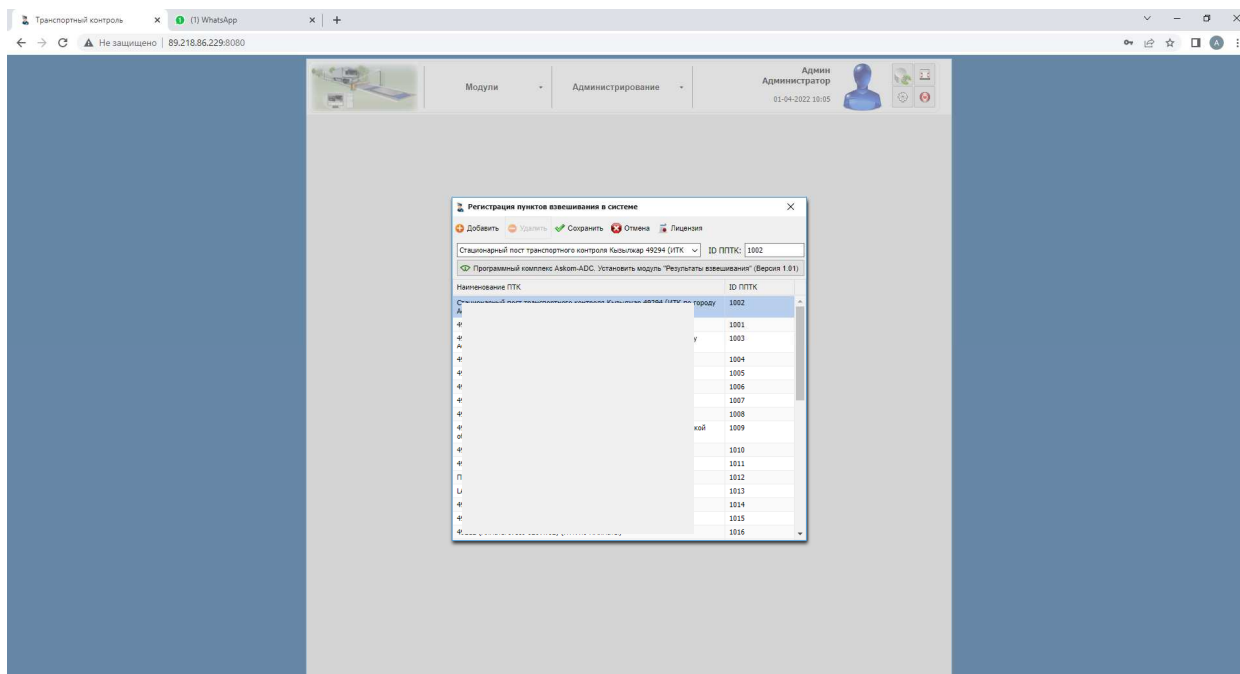 Транспортный контроль
(1) WhatsApp
Не защищено | 89.218.86.229:8080
Модули
Администрирование
Админ
Администратор
01-04-2022 10:05
Регистрация пунктов взвешивания в системе
Добавить Удалить Сохранить Отмена Лицензия
Стационарный пост транспортного контроля Кызылжар 49294 (ИТК ID ППТК: 1002
Программный комплекс Askom-ADC. Установить модуль "Результаты взвешивания" (Версия 1.01)
Наименование ПТК ID ППТК
Стационарный пост транспортного контроля Кызылжар 49294 (ИТК по городу 1002
1001
у 1003
1004
1005
1006
1007
1008
кой 1009
1010
1011
1012
1013
1014
1015
1016